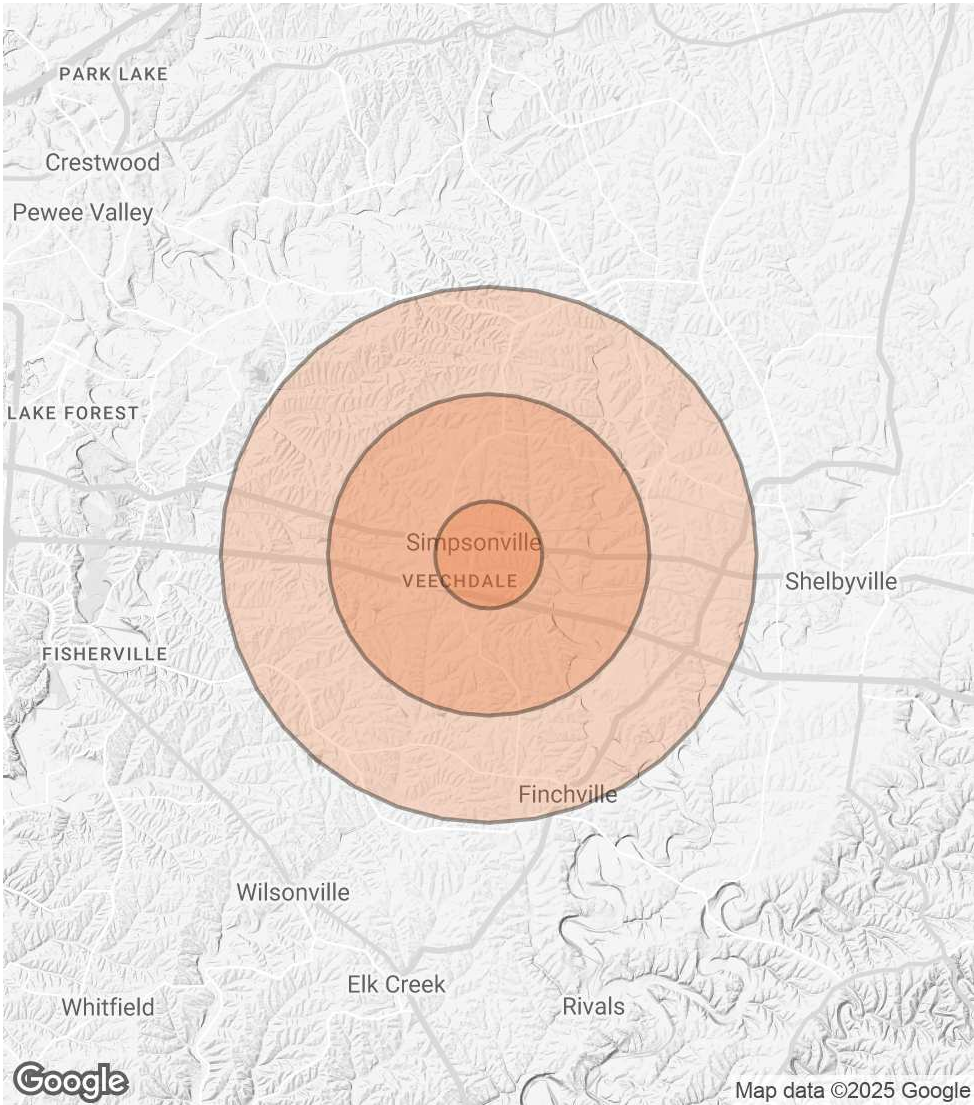 PARK LAKE
Crestwood
Pewee Valley
LAKE FOREST
Simpsonville
VEECHDALE
Shelbyville
FISHERVILLE
Finchville
Wilsonville
Elk Creek
Whitfield
Rivals
Google
Map data ©2025 Google